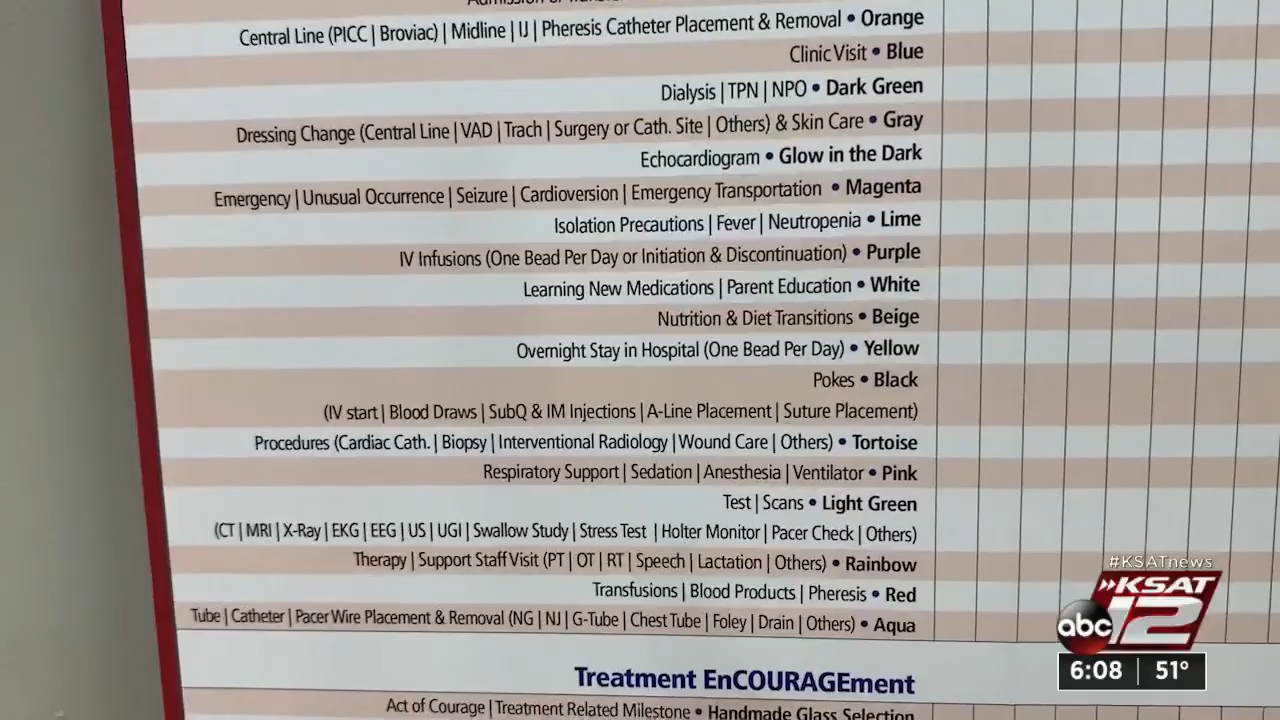 Central Line (PICC | Broviac) | Midline | IJ | Pheresis Catheter Placement & Removal • Orange
Clinic Visit • Blue
Dialysis | TPN | NPO • Dark Green
Dressing Change (Central Line | VAD | Trach | Surgery or Cath. Site | Others) & Skin Care • Gray
Echocardiogram • Glow in the Dark
Emergency | Unusual Occurrence | Seizure | Cardioversion | Emergency Transportation • Magenta
Isolation Precautions | Fever | Neutropenia • Lime
IV Infusions (One Bead Per Day or Initiation & Discontinuation) • Purple
Learning New Medications | Parent Education • White
Nutrition & Diet Transitions • Beige
Overnight Stay in Hospital (One Bead Per Day) • Yellow
Pokes • Black
(IV start | Blood Draws | SubQ & IM Injections | A-Line Placement | Suture Placement)
Procedures (Cardiac Cath. | Biopsy | Interventional Radiology | Wound Care | Others) • Tortoise
Respiratory Support | Sedation | Anesthesia | Ventilator • Pink
Test | Scans • Light Green
(CT | MRI | X-Ray | EKG | EEG | US | UGI | Swallow Study | Stress Test | Holter Monitor | Pacer Check | Others)
Therapy | Support Staff Visit (PT | OT | RT | Speech | Lactation | Others) • Rainbow
Transfusions | Blood Products | Pheresis • Red
Tube | Catheter | Pacer Wire Placement & Removal (NG | NJ | G-Tube | Chest Tube | Foley | Drain | Others) • Aqua
Treatment EnCOURAGEment
Act of Courage | Treatment Related Milestone • Handmade Glass Selection
#KSATnews
KSAT
abc 12
6:08 | 51°